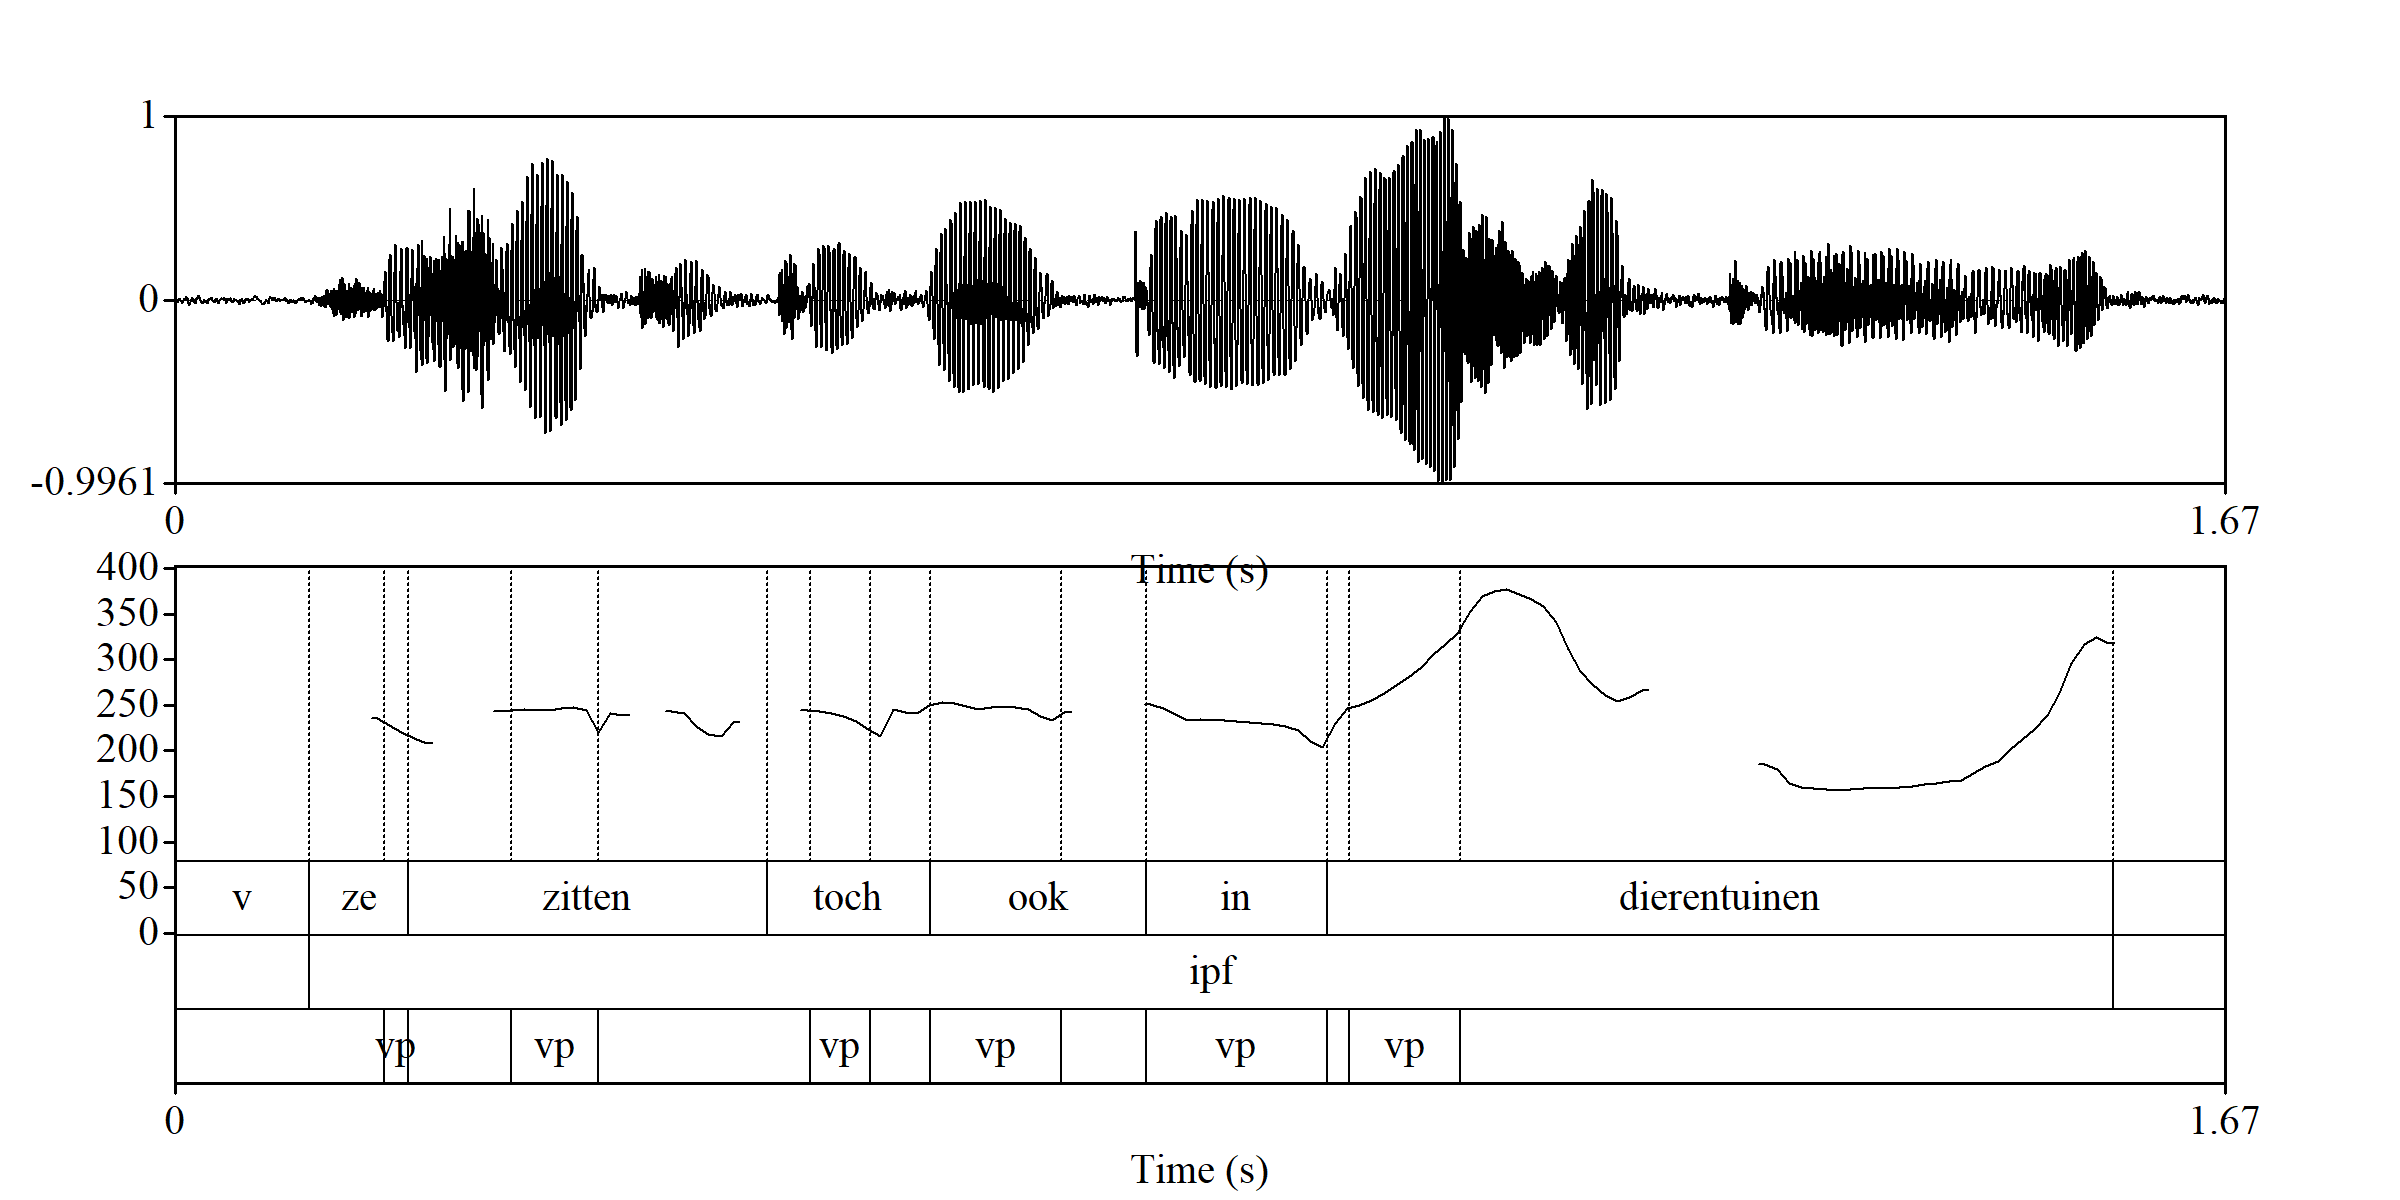 1
0
-0.9961
0 1.67
Time (s)
400
350
300
250
200
150
100
50
0
v ze zitten toch ook in dierentuinen
ipf
vp vp vp vp vp vp
0 1.67
Time (s)